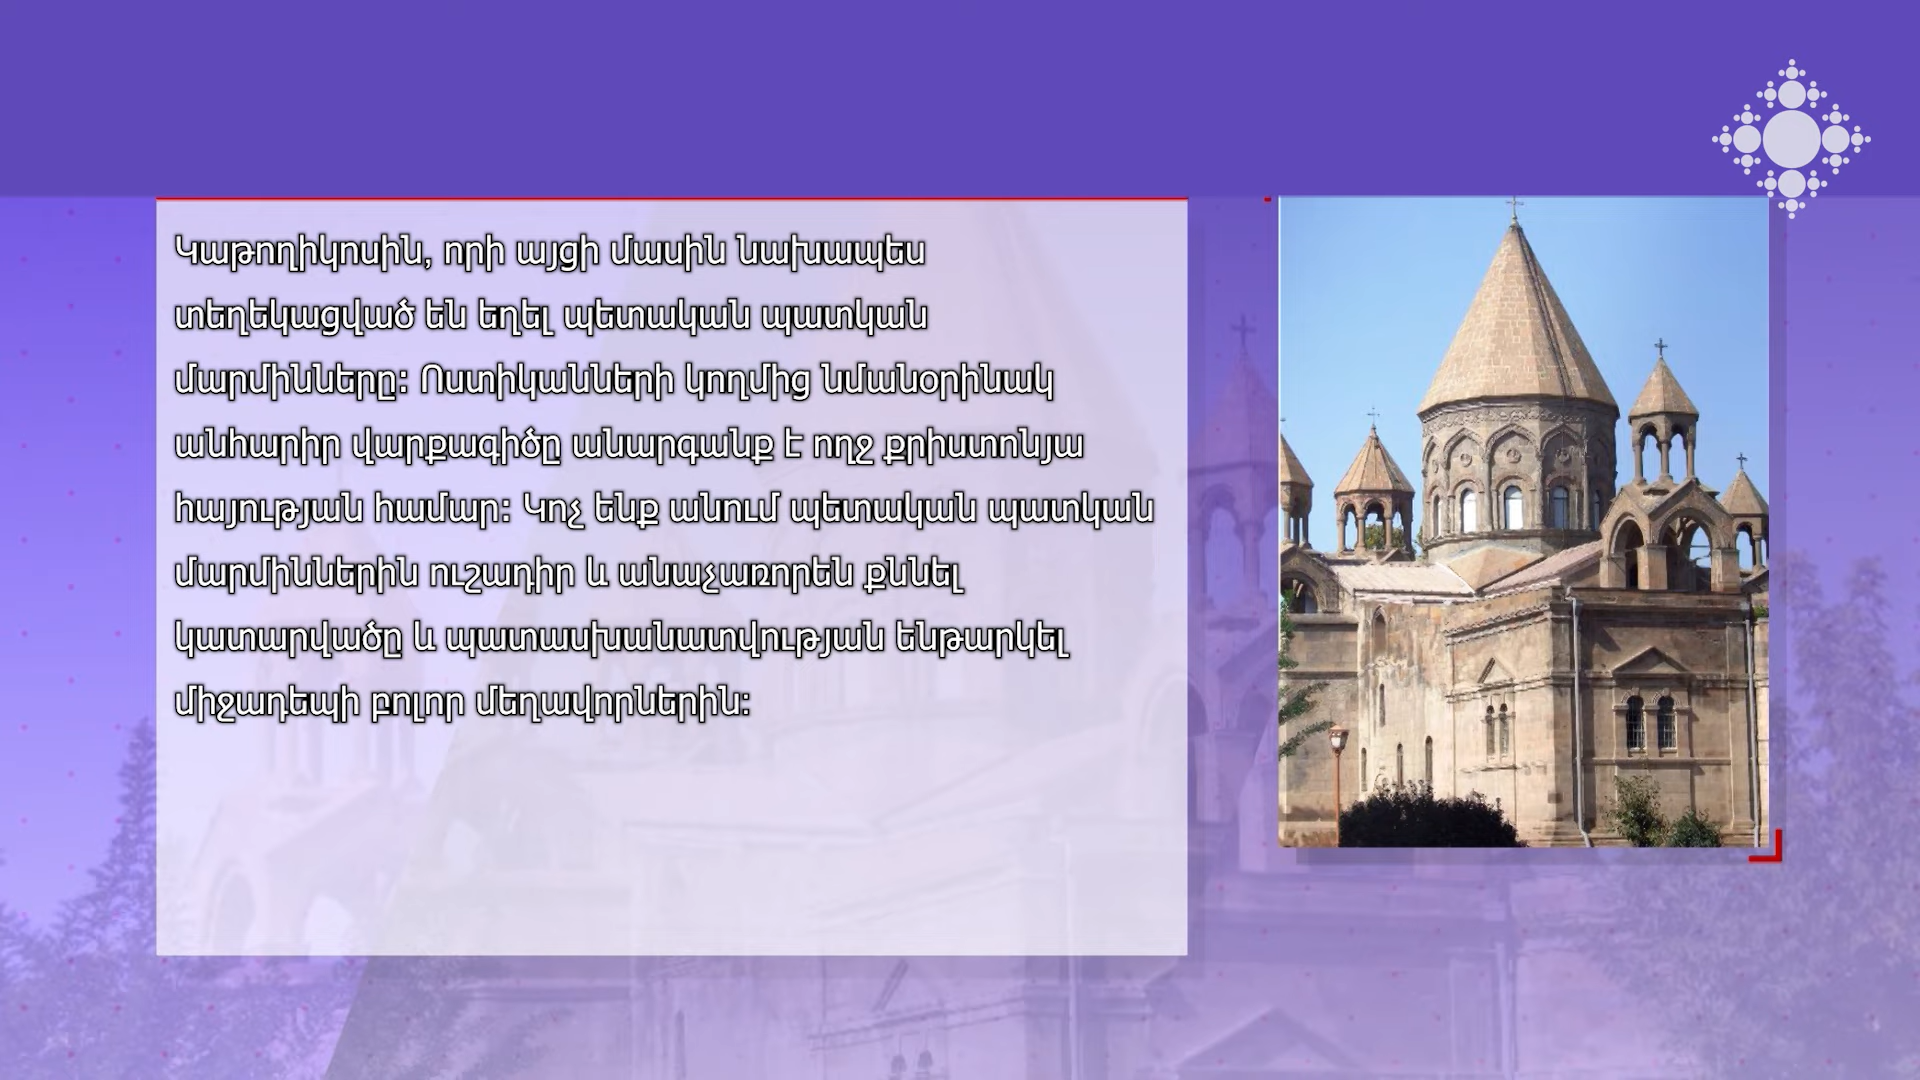 Կաթողիկոսին, որի այցի մասին նախապես
տեղեկացված են եղել պետական պատկան
մարմինները: Ոստիկանների կողմից նմանօրինակ
անհարիր վարքագիծը անարգանք է ողջ քրիստոնյա
հայության համար: Կոչ ենք անում պետական պատկան
մարմիններին ուշադիր և անաչառորեն քննել
կատարվածը և պատասխանատվության ենթարկել
միջադեպի բոլոր մեղավորներին: